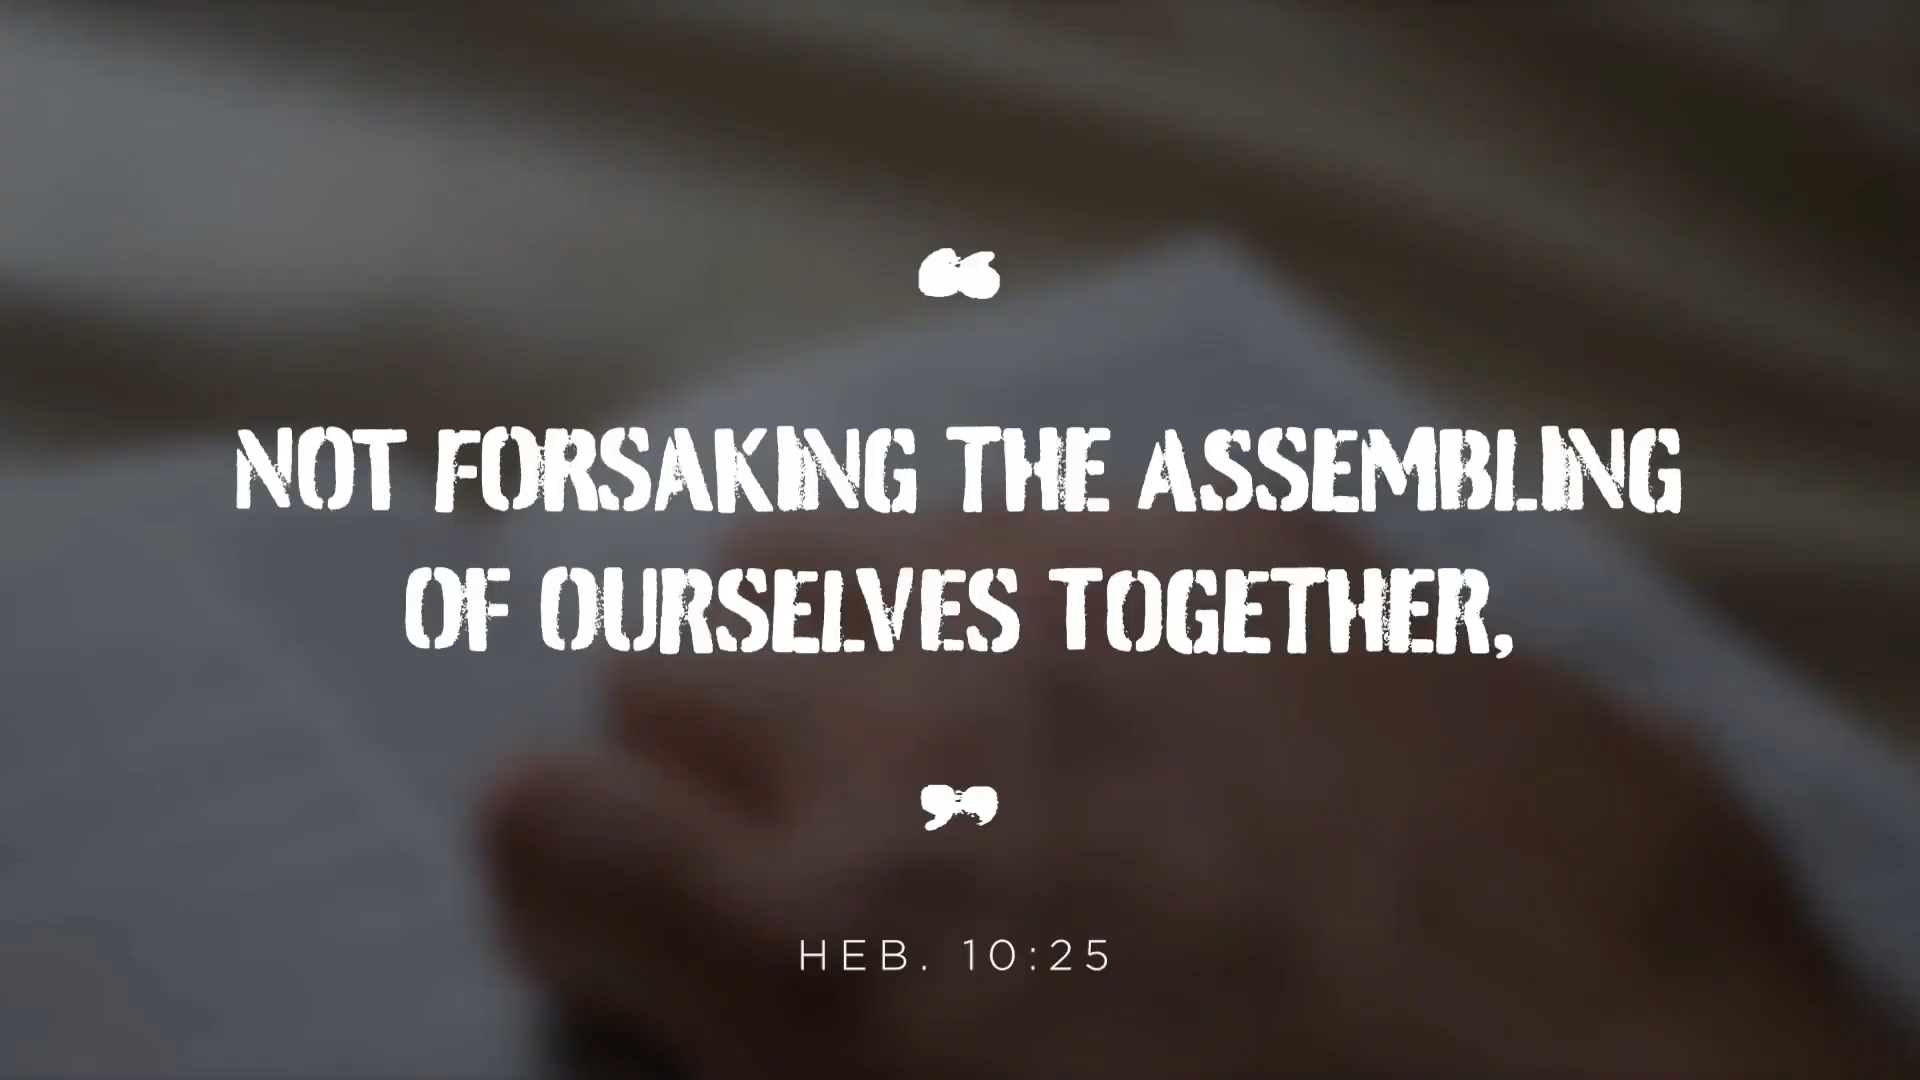 “
NOT FORSAKING THE ASSEMBLING
OF OURSELVES TOGETHER,
”
HEB. 10:25